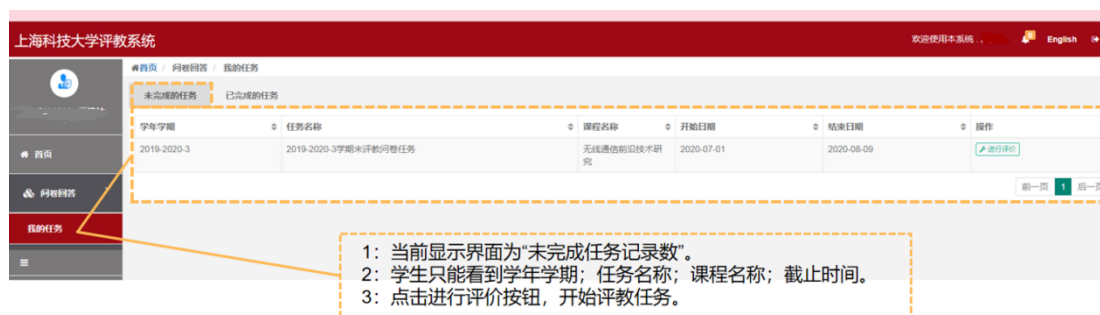 上海科技大学评教系统
欢迎使用本系统 English
首页 / 问卷回答 / 我的任务
未完成的任务 已完成的任务
学年学期 任务名称 课程名称 开始日期 结束日期 操作
2019-2020-3 2019-2020-3学期末评教问卷任务 无线通信前沿技术研究 2020-07-01 2020-08-09 进行评价
首页
前一页 1 后一页
问卷回答
我的任务
1：当前显示界面为“未完成任务记录数”。
2：学生只能看到学年学期；任务名称；课程名称；截止时间。
3：点击进行评价按钮，开始评教任务。